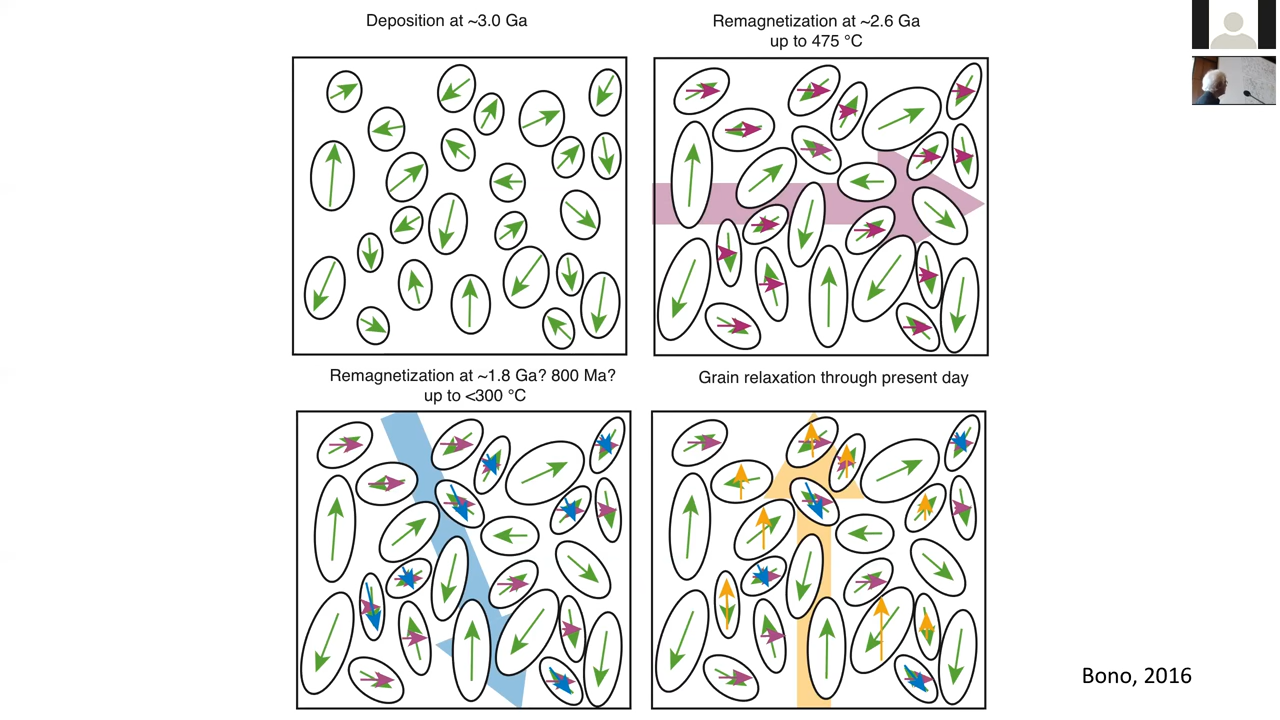 Deposition at ~3.0 Ga
Remagnetization at ~2.6 Ga
up to 475 °C
Remagnetization at ~1.8 Ga? 800 Ma?
up to <300 °C
Grain relaxation through present day
Bono, 2016